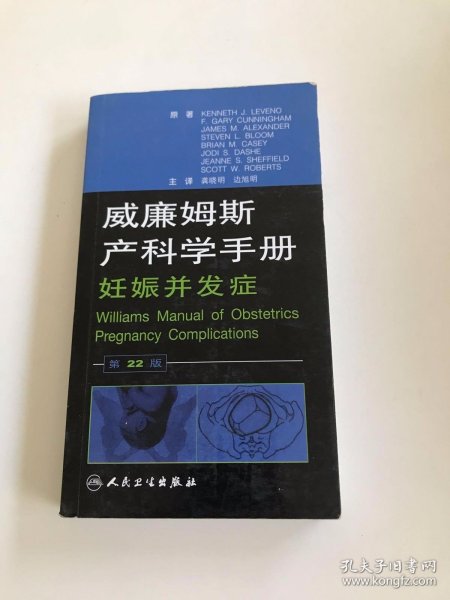 原 著 KENNETH J. LEVENO
F. GARY CUNNINGHAM
JAMES M. ALEXANDER
STEVEN L. BLOOM
BRIAN M. CASEY
JODI S. DASHE
JEANNE S. SHEFFIELD
SCOTT W. ROBERTS
主 译 龚晓明 边旭明
威廉姆斯
产科学手册
妊娠并发症
Williams Manual of Obstetrics
Pregnancy Complications
第 22 版
人民卫生出版社
孔夫子旧书网
www.kongfz.com